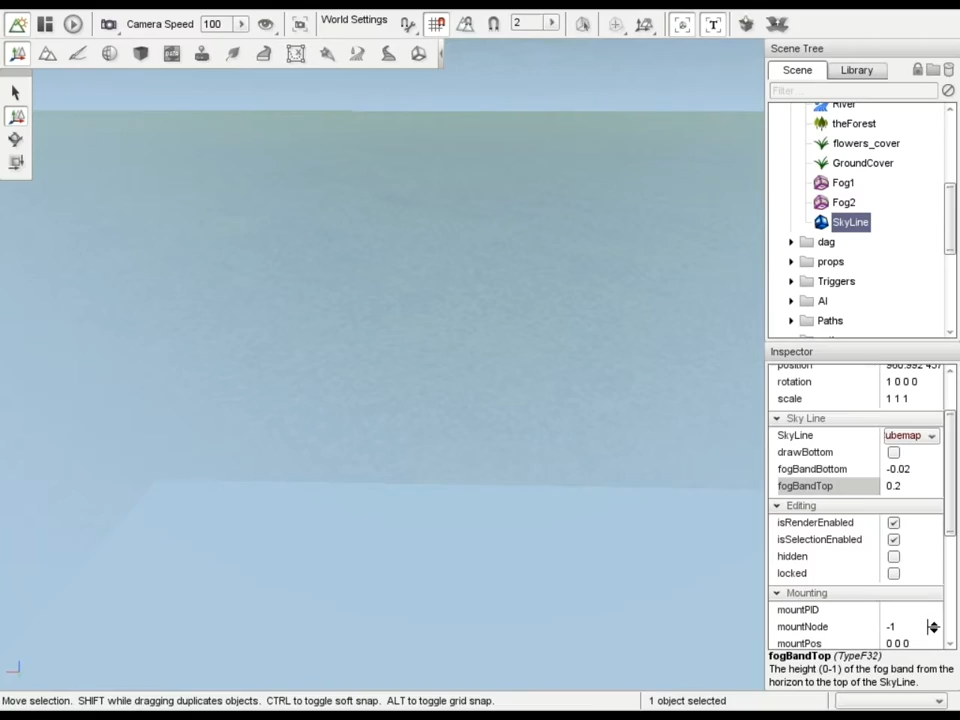 Camera Speed 100 World Settings 2
Scene Tree
Scene Library
Filter...
River
theForest
flowers_cover
GroundCover
Fog1
Fog2
SkyLine
dag
props
Triggers
AI
Paths
Inspector
position 960.992 457
rotation 1 0 0 0
scale 1 1 1
Sky Line
SkyLine ubemap
drawBottom
fogBandBottom -0.02
fogBandTop 0.2
Editing
isRenderEnabled
isSelectionEnabled
hidden
locked
Mounting
mountPID
mountNode -1
mountPos 0 0 0
fogBandTop (TypeF32)
The height (0-1) of the fog band from the
horizon to the top of the SkyLine.
Move selection. SHIFT while dragging duplicates objects. CTRL to toggle soft snap. ALT to toggle grid snap. 1 object selected